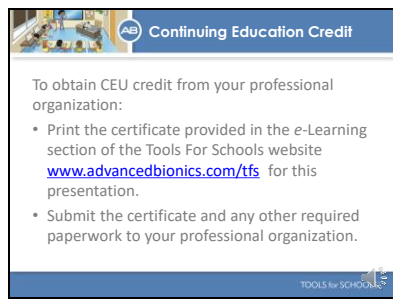 AB Continuing Education Credit
To obtain CEU credit from your professional
organization:
• Print the certificate provided in the e-Learning
section of the Tools For Schools website
www.advancedbionics.com/tfs for this
presentation.
• Submit the certificate and any other required
paperwork to your professional organization.
TOOLS for SCHOOLS